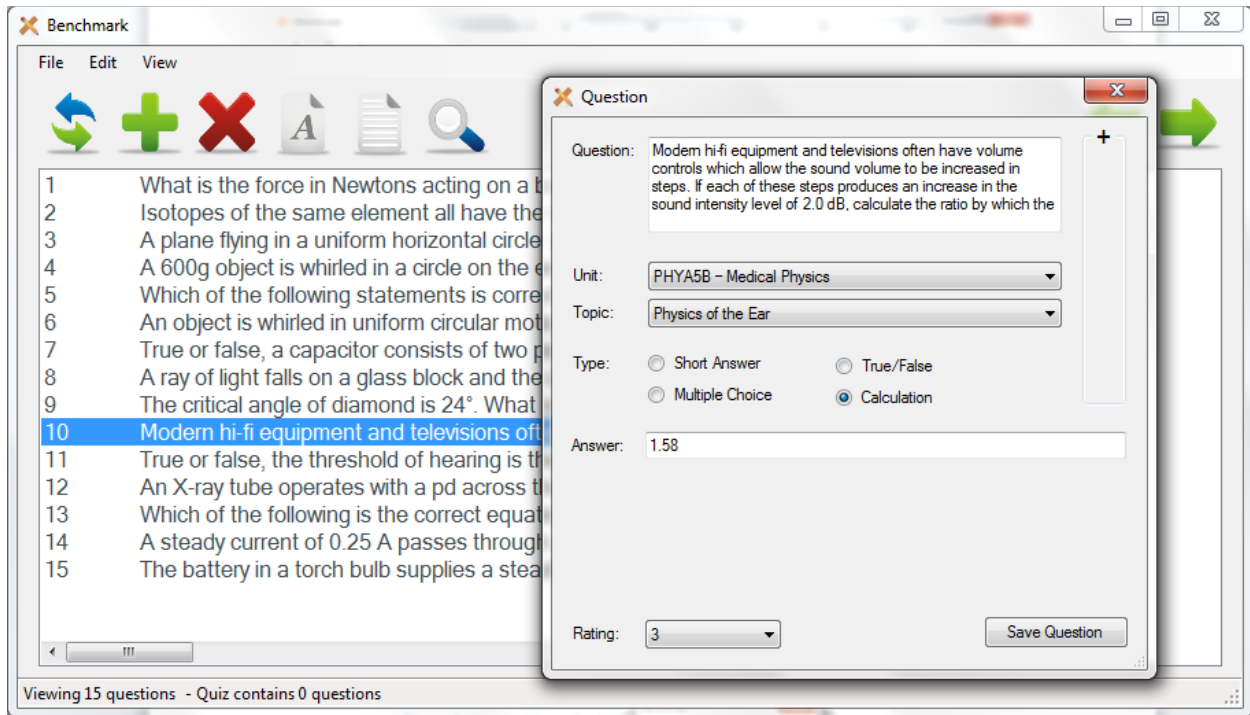 Benchmark
File Edit View
A
1 What is the force in Newtons acting on a b
2 Isotopes of the same element all have the
3 A plane flying in a uniform horizontal circle
4 A 600g object is whirled in a circle on the e
5 Which of the following statements is corre
6 An object is whirled in uniform circular mot
7 True or false, a capacitor consists of two p
8 A ray of light falls on a glass block and the
9 The critical angle of diamond is 24°. What
10 Modern hi-fi equipment and televisions oft
11 True or false, the threshold of hearing is th
12 An X-ray tube operates with a pd across t
13 Which of the following is the correct equat
14 A steady current of 0.25 A passes through
15 The battery in a torch bulb supplies a stea
Viewing 15 questions - Quiz contains 0 questions
Question
Question: Modern hi-fi equipment and televisions often have volume
controls which allow the sound volume to be increased in
steps. If each of these steps produces an increase in the
sound intensity level of 2.0 dB, calculate the ratio by which the
+
Unit: PHYA5B – Medical Physics
Topic: Physics of the Ear
Type: Short Answer True/False
Multiple Choice Calculation
Answer: 1.58
Rating: 3 Save Question